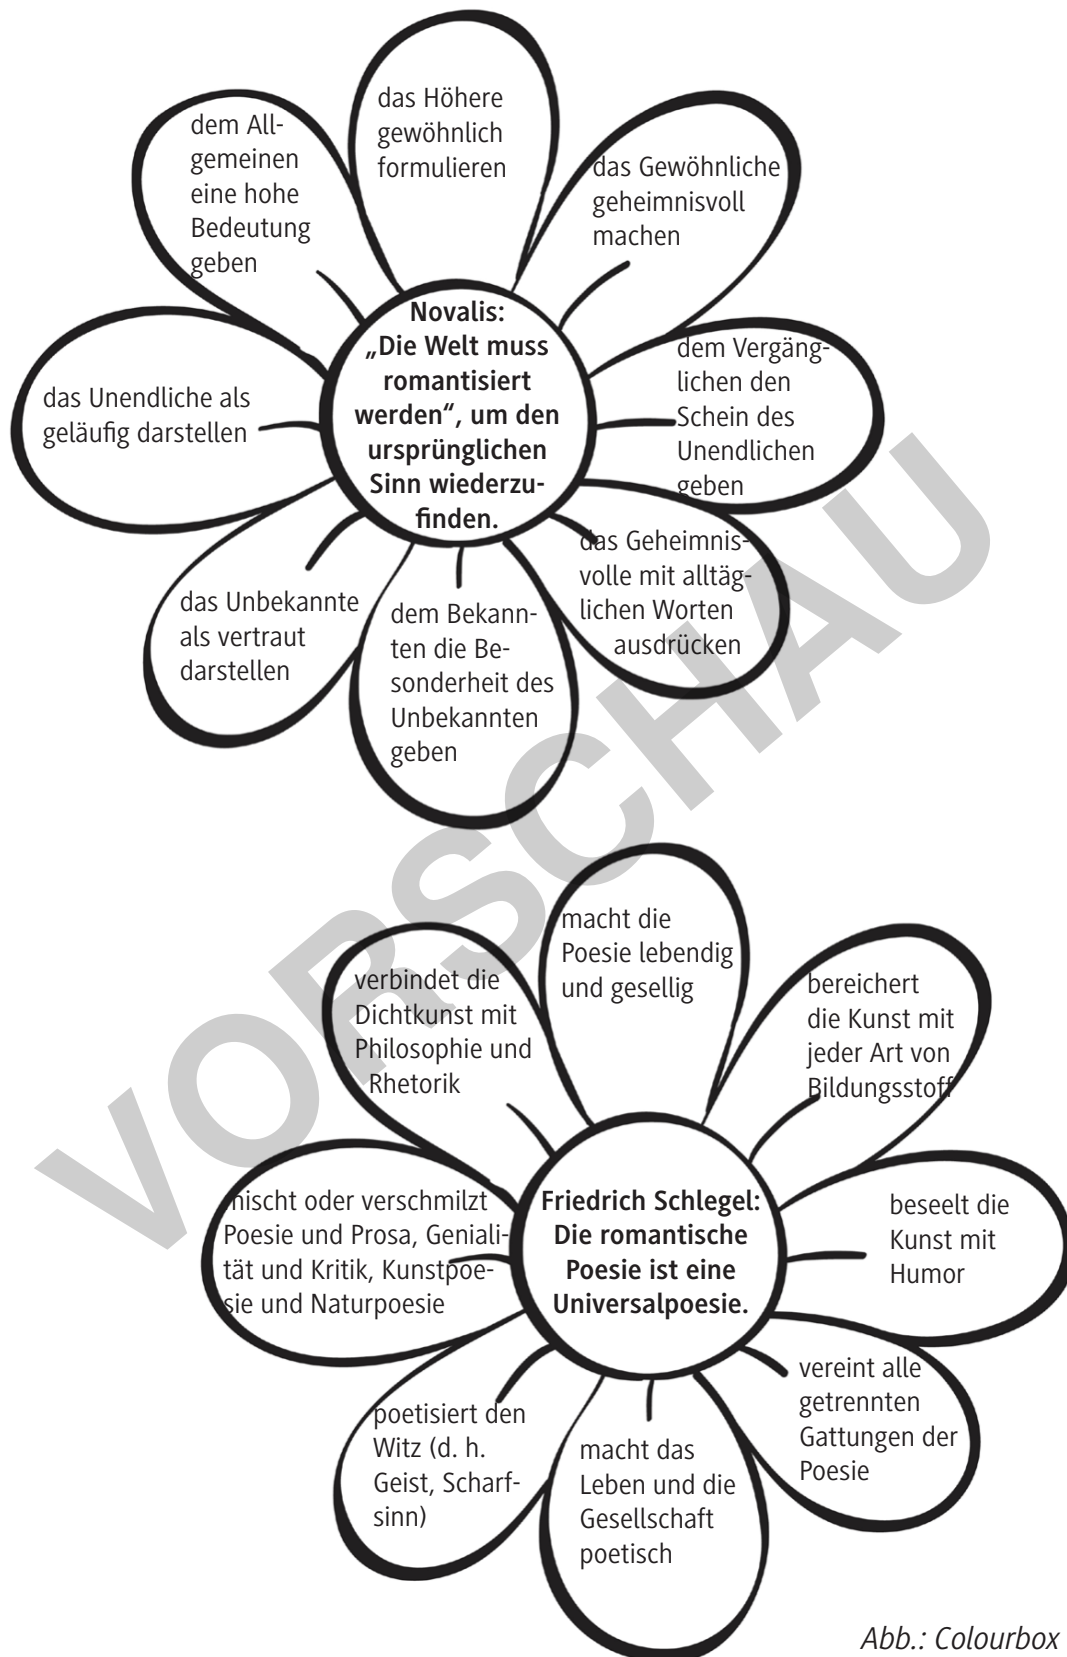 das Höhere
gewöhnlich
formulieren
das Gewöhnliche
geheimnisvoll
machen
dem Vergäng-
lichen den
Schein des
Unendlichen
geben
das Geheimnis-
volle mit alltäg-
lichen Worten
ausdrücken
dem Bekann-
ten die Be-
sonderheit des
Unbekannten
geben
das Unbekannte
als vertraut
darstellen
das Unendliche als
geläufig darstellen
dem All-
gemeinen
eine hohe
Bedeutung
geben
Novalis:
„Die Welt muss
romantisiert
werden“, um den
ursprünglichen
Sinn wiederzu-
finden.
VORSCHAU
macht die
Poesie lebendig
und gesellig
bereichert
die Kunst mit
jeder Art von
Bildungsstoff
beseelt die
Kunst mit
Humor
vereint alle
getrennten
Gattungen der
Poesie
macht das
Leben und die
Gesellschaft
poetisch
poetisiert den
Witz (d. h.
Geist, Scharf-
sinn)
mischt oder verschmilzt
Poesie und Prosa, Geniali-
tät und Kritik, Kunstpoe-
sie und Naturpoesie
verbindet die
Dichtkunst mit
Philosophie und
Rhetorik
Friedrich Schlegel:
Die romantische
Poesie ist eine
Universalpoesie.
Abb.: Colourbox